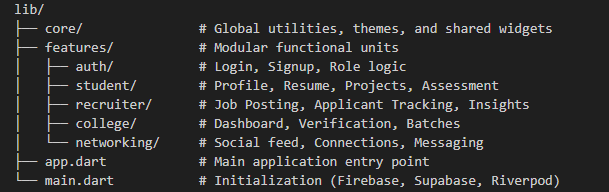 lib/
├── core/ # Global utilities, themes, and shared widgets
├── features/ # Modular functional units
│   ├── auth/ # Login, Signup, Role logic
│   ├── student/ # Profile, Resume, Projects, Assessment
│   ├── recruiter/ # Job Posting, Applicant Tracking, Insights
│   ├── college/ # Dashboard, Verification, Batches
│   └── networking/ # Social feed, Connections, Messaging
├── app.dart # Main application entry point
└── main.dart # Initialization (Firebase, Supabase, Riverpod)